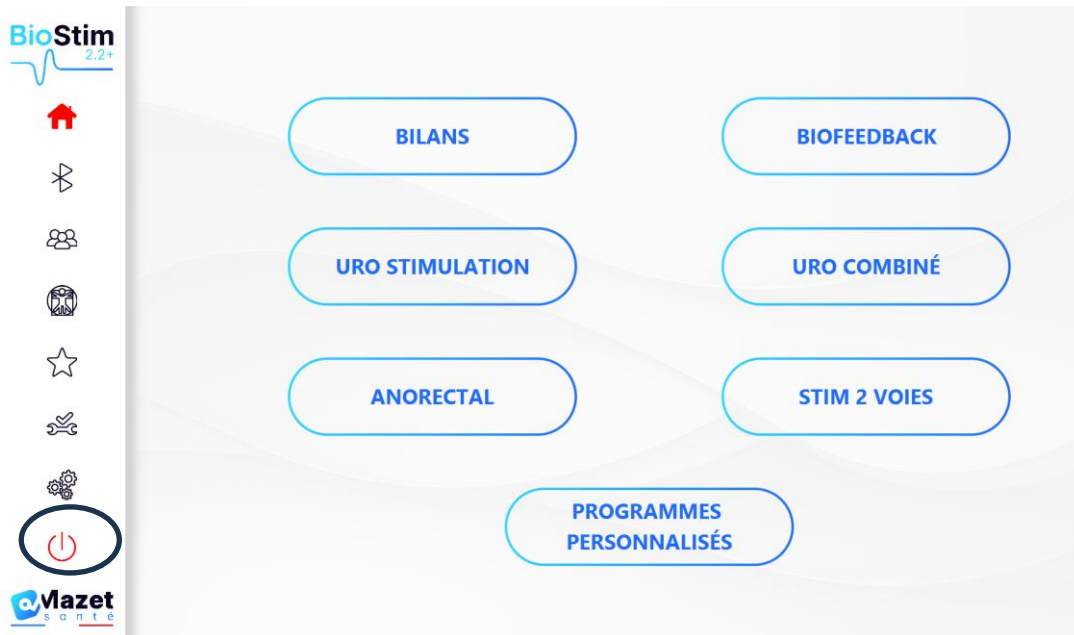 BioStim
2.2+
BILANS
BIOFEEDBACK
URO STIMULATION
URO COMBINÉ
ANORECTAL
STIM 2 VOIES
PROGRAMMES
PERSONNALISÉS
Mazet
santé